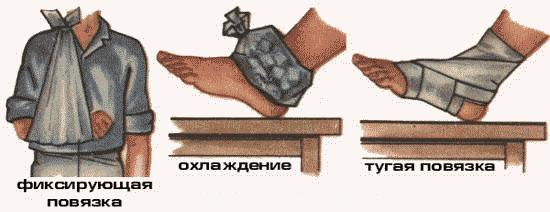 фиксирующая
повязка
охлаждение
тугая повязка